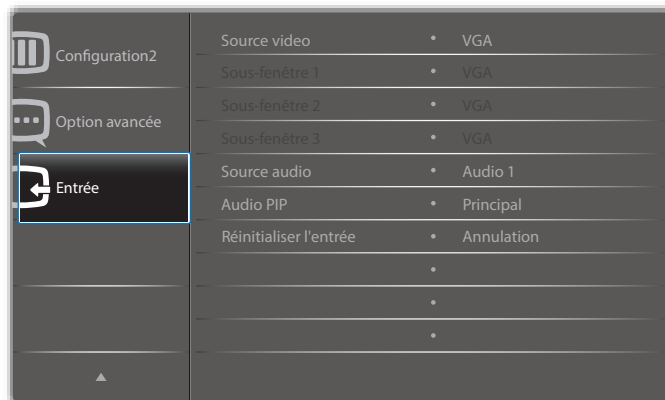 Configuration2
Option avancée
Entrée
Source video • VGA
Sous-fenêtre 1 • VGA
Sous-fenêtre 2 • VGA
Sous-fenêtre 3 • VGA
Source audio • Audio 1
Audio PIP • Principal
Réinitialiser l'entrée • Annulation
•
•
•